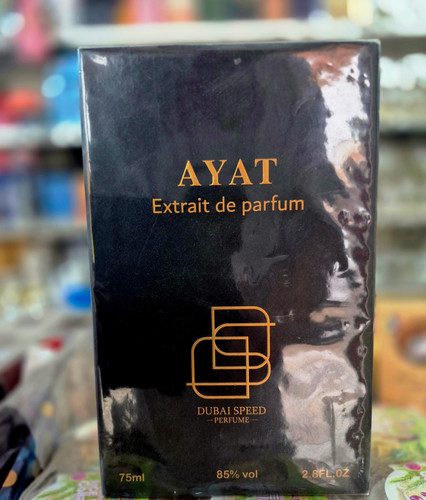 AYAT
Extrait de parfum
DUBAI SPEED
—PERFUME—
75ml 85% vol 2.8FL.OZ